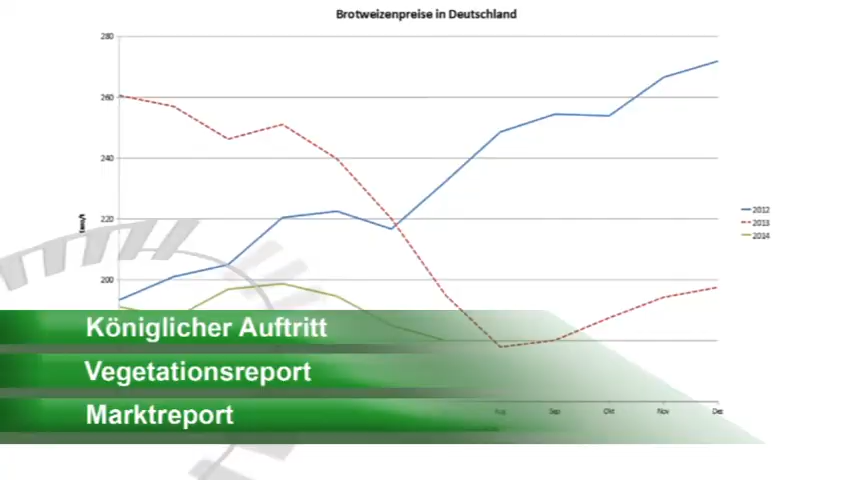 Brotweizenpreise in Deutschland
280
260
240
220
200
2012
2013
2014
Königlicher Auftritt
Vegetationsreport
Marktreport
Sep
Okt
Nov
Dez